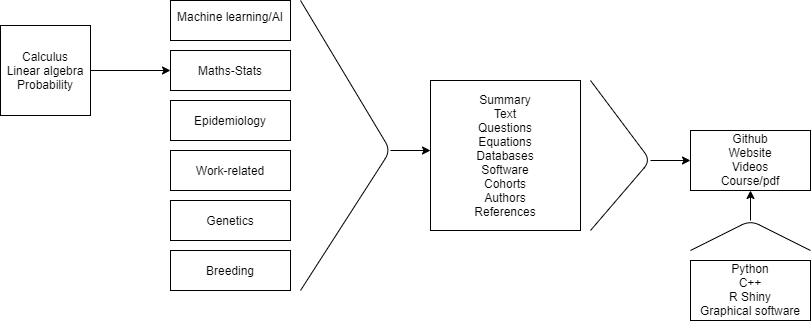 Calculus
Linear algebra
Probability
Machine learning/AI
Maths-Stats
Epidemiology
Work-related
Genetics
Breeding
Summary
Text
Questions
Equations
Databases
Software
Cohorts
Authors
References
Github
Website
Videos
Course/pdf
Python
C++
R Shiny
Graphical software